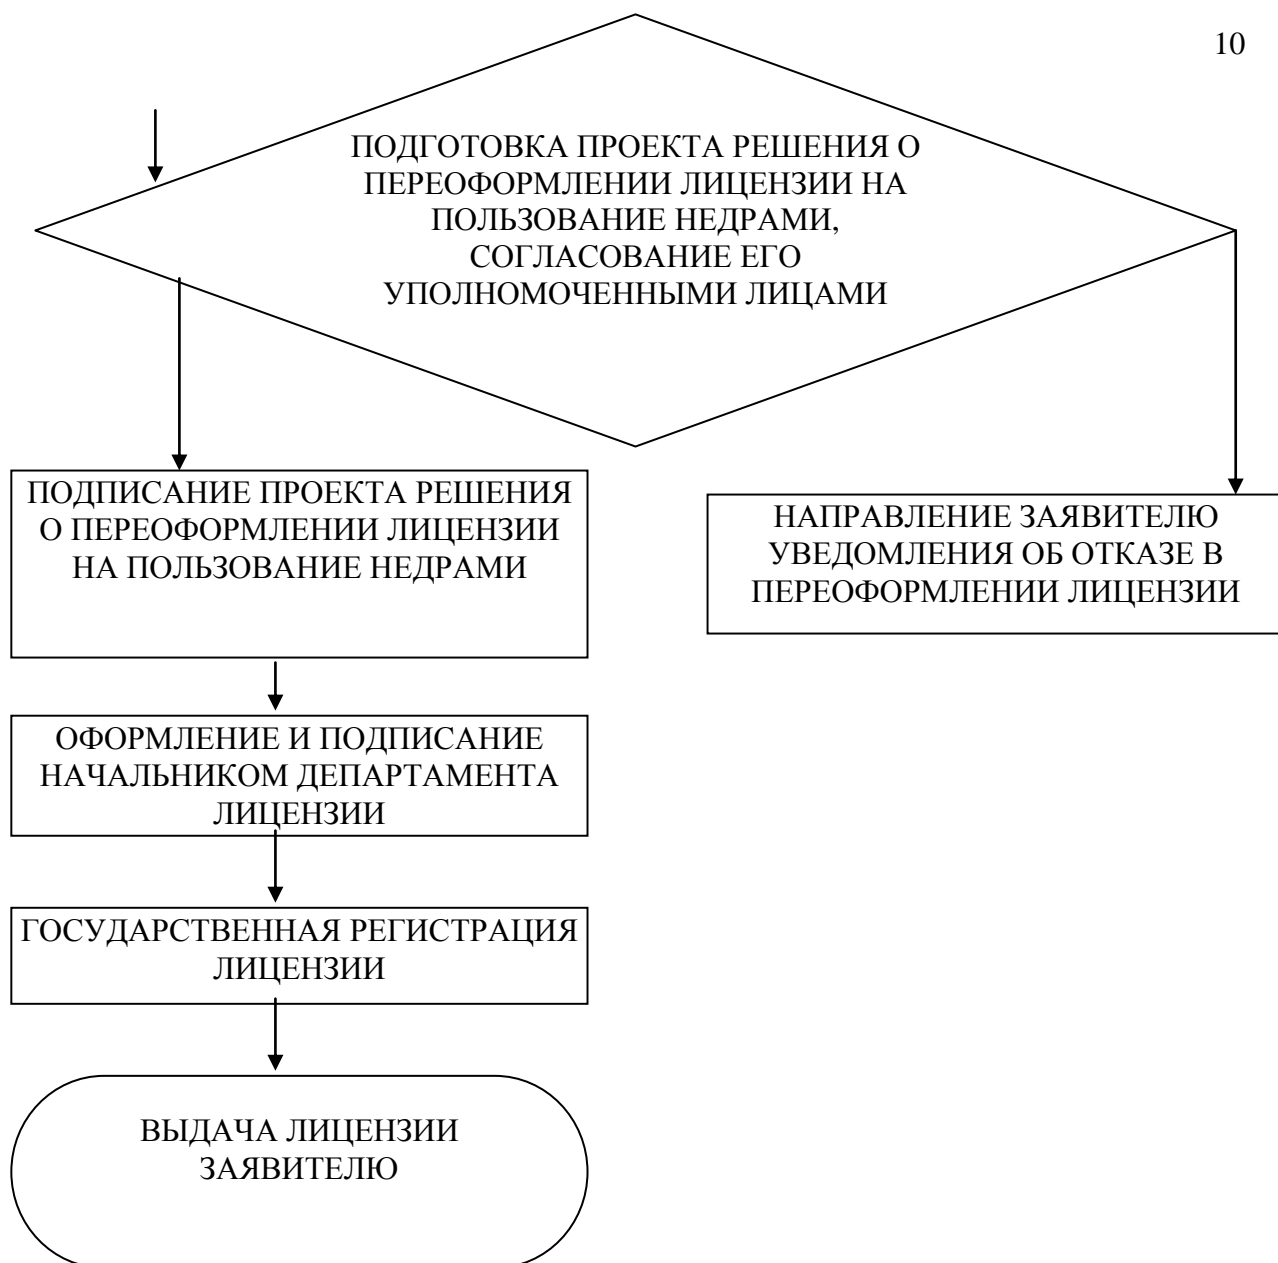 10
ПОДГОТОВКА ПРОЕКТА РЕШЕНИЯ О
ПЕРЕОФОРМЛЕНИИ ЛИЦЕНЗИИ НА
ПОЛЬЗОВАНИЕ НЕДРАМИ,
СОГЛАСОВАНИЕ ЕГО
УПОЛНОМОЧЕННЫМИ ЛИЦАМИ
ПОДПИСАНИЕ ПРОЕКТА РЕШЕНИЯ
О ПЕРЕОФОРМЛЕНИИ ЛИЦЕНЗИИ
НА ПОЛЬЗОВАНИЕ НЕДРАМИ
НАПРАВЛЕНИЕ ЗАЯВИТЕЛЮ
УВЕДОМЛЕНИЯ ОБ ОТКАЗЕ В
ПЕРЕОФОРМЛЕНИИ ЛИЦЕНЗИИ
ОФОРМЛЕНИЕ И ПОДПИСАНИЕ
НАЧАЛЬНИКОМ ДЕПАРТАМЕНТА
ЛИЦЕНЗИИ
ГОСУДАРСТВЕННАЯ РЕГИСТРАЦИЯ
ЛИЦЕНЗИИ
ВЫДАЧА ЛИЦЕНЗИИ
ЗАЯВИТЕЛЮ